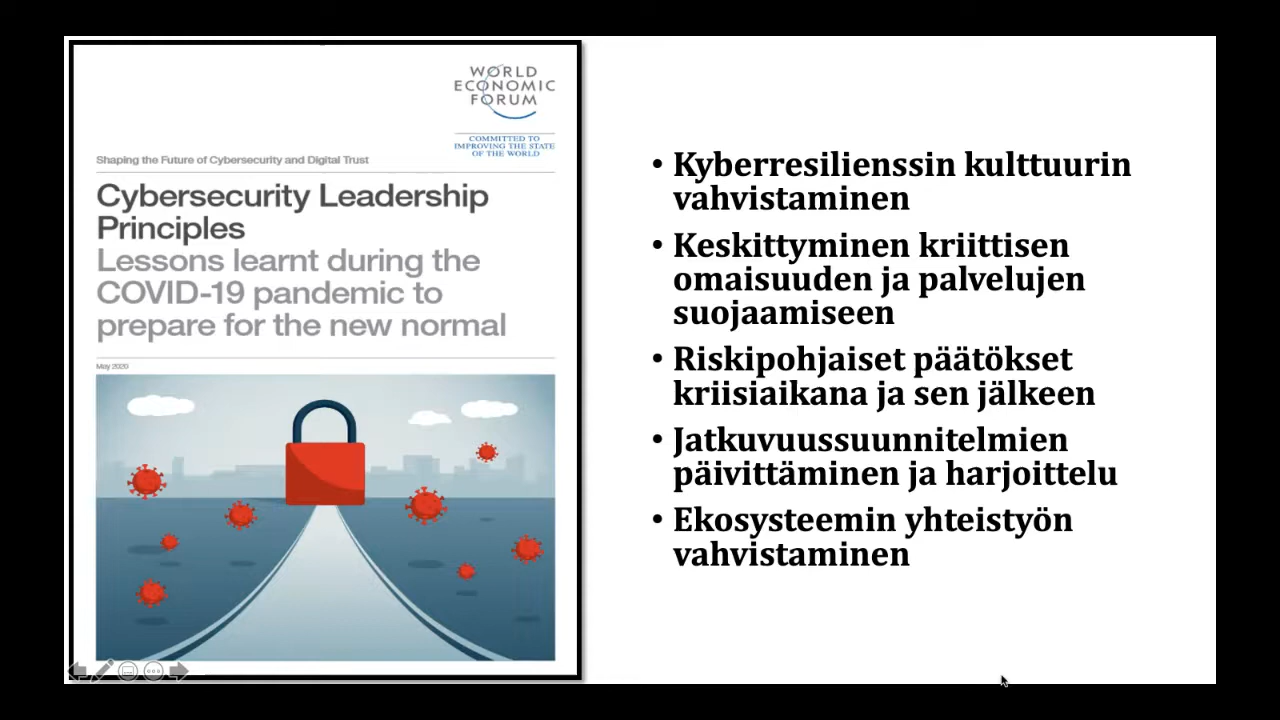 WORLD
ECONOMIC
FORUM
COMMITTED TO
IMPROVING THE STATE
OF THE WORLD
Shaping the Future of Cybersecurity and Digital Trust
Cybersecurity Leadership
Principles
Lessons learnt during the
COVID-19 pandemic to
prepare for the new normal
May 2020
• Kyberresilienssin kulttuurin
vahvistaminen
• Keskittyminen kriittisen
omaisuuden ja palvelujen
suojaamiseen
• Riskipohjaiset päätökset
kriisiaikana ja sen jälkeen
• Jatkuvuussuunnitelmien
päivittäminen ja harjoittelu
• Ekosysteemin yhteistyön
vahvistaminen